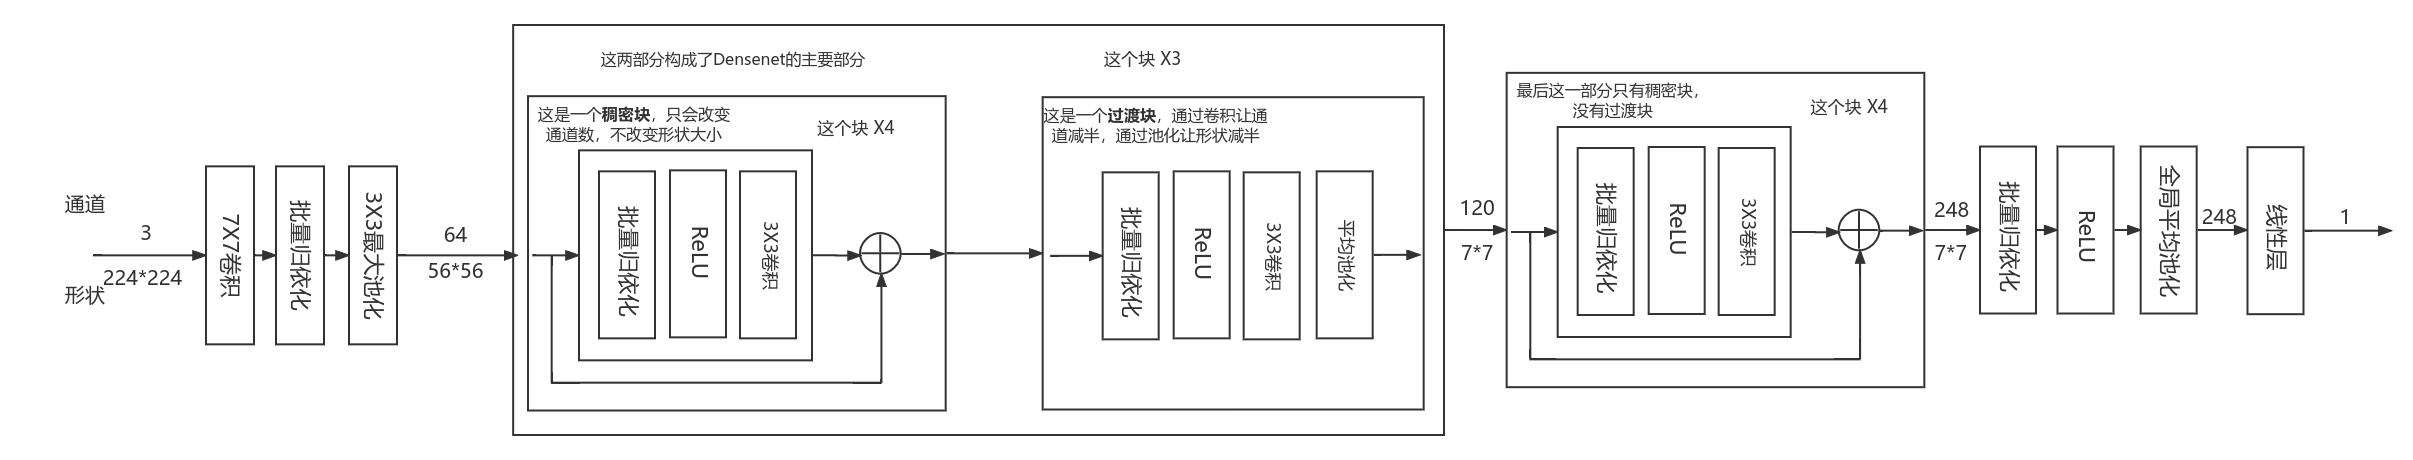 通道
3
224*224
形状
7X7卷积
批量归依化
3X3最大池化
64
56*56
这两部分构成了Densenet的主要部分
这个块 X3
这是一个稠密块，只会改变
通道数，不改变形状大小
这个块 X4
批量归依化
ReLU
3X3卷积
这是一个过渡块，通过卷积让通
道减半，通过池化让形状减半
批量归依化
ReLU
3X3卷积
平均池化
120
7*7
最后这一部分只有稠密块，
没有过渡块
这个块 X4
批量归依化
ReLU
3X3卷积
248
7*7
批量归依化
ReLU
全局平均池化
248
线性层
1